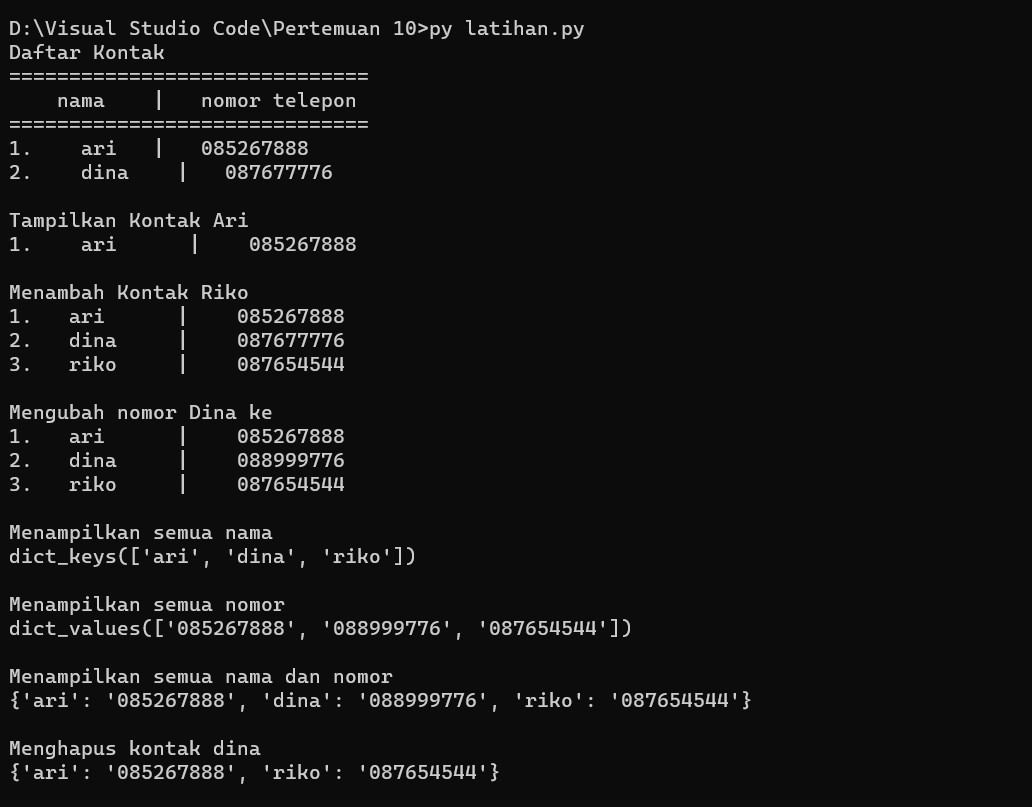 D:\Visual Studio Code\Pertemuan 10>py latihan.py
Daftar Kontak
==============================
    nama    |   nomor telepon
==============================
1.    ari   |   085267888
2.    dina    |   087677776
Tampilkan Kontak Ari
1.    ari      |    085267888
Menambah Kontak Riko
1.   ari      |    085267888
2.   dina     |    087677776
3.   riko     |    087654544
Mengubah nomor Dina ke
1.   ari      |    085267888
2.   dina     |    088999776
3.   riko     |    087654544
Menampilkan semua nama
dict_keys(['ari', 'dina', 'riko'])
Menampilkan semua nomor
dict_values(['085267888', '088999776', '087654544'])
Menampilkan semua nama dan nomor
{'ari': '085267888', 'dina': '088999776', 'riko': '087654544'}
Menghapus kontak dina
{'ari': '085267888', 'riko': '087654544'}